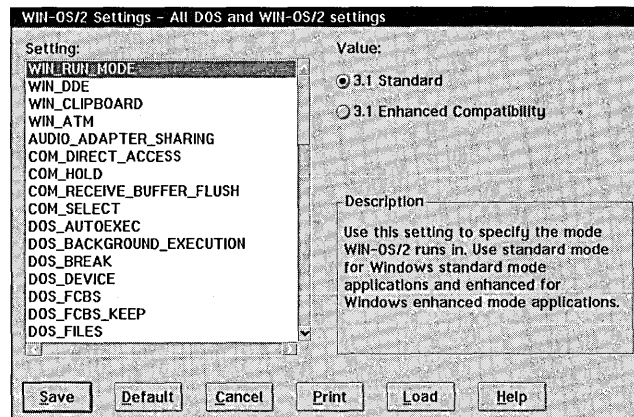 WIN-OS/2 Settings - All DOS and WIN-OS/2 settings
Setting:
WIN_RUN_MODE
WIN_DDE
WIN_CLIPBOARD
WIN_ATM
AUDIO_ADAPTER_SHARING
COM_DIRECT_ACCESS
COM_HOLD
COM_RECEIVE_BUFFER_FLUSH
COM_SELECT
DOS_AUTOEXEC
DOS_BACKGROUND_EXECUTION
DOS_BREAK
DOS_DEVICE
DOS_FCBS
DOS_FCBS_KEEP
DOS_FILES
Value:
3.1 Standard
3.1 Enhanced Compatibility
Description
Use this setting to specify the mode
WIN-OS/2 runs in. Use standard mode
for Windows standard mode
applications and enhanced for
Windows enhanced mode applications.
Save Default Cancel Print Load Help